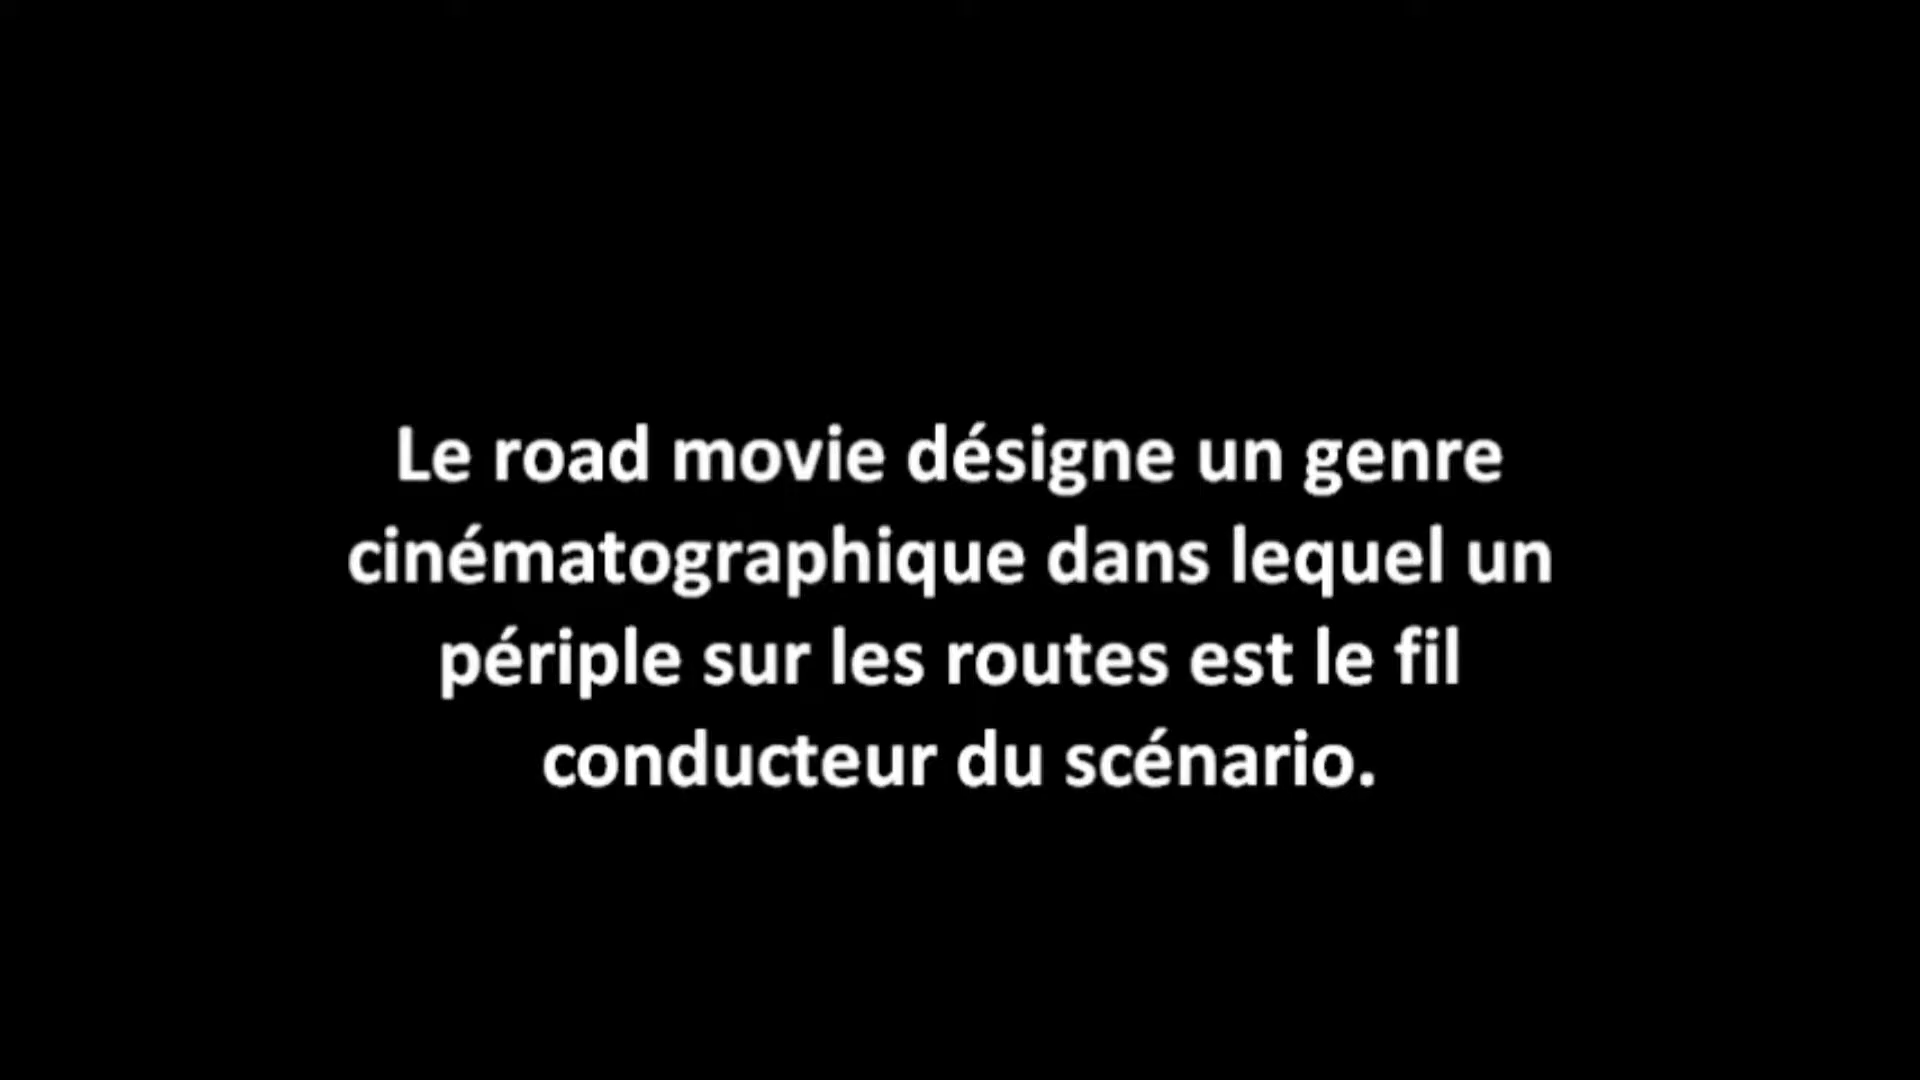 Le road movie désigne un genre
cinématographique dans lequel un
périple sur les routes est le fil
conducteur du scénario.